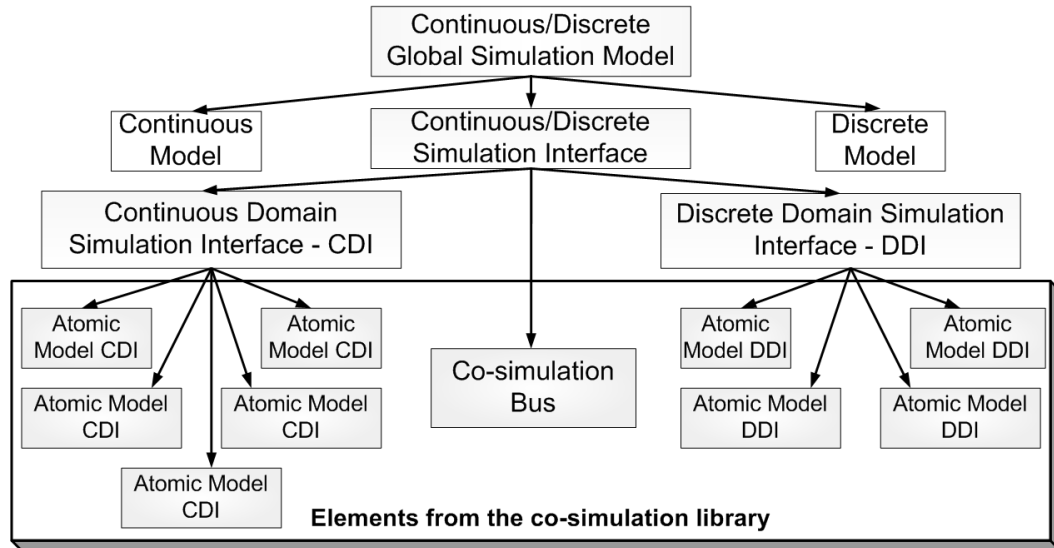 Continuous/Discrete
Global Simulation Model
Continuous
Model
Continuous/Discrete
Simulation Interface
Discrete
Model
Continuous Domain
Simulation Interface - CDI
Discrete Domain Simulation
Interface - DDI
Atomic
Model CDI
Atomic
Model CDI
Atomic Model
CDI
Atomic Model
CDI
Atomic Model
CDI
Co-simulation
Bus
Atomic
Model DDI
Atomic
Model DDI
Atomic Model
DDI
Atomic Model
DDI
Elements from the co-simulation library